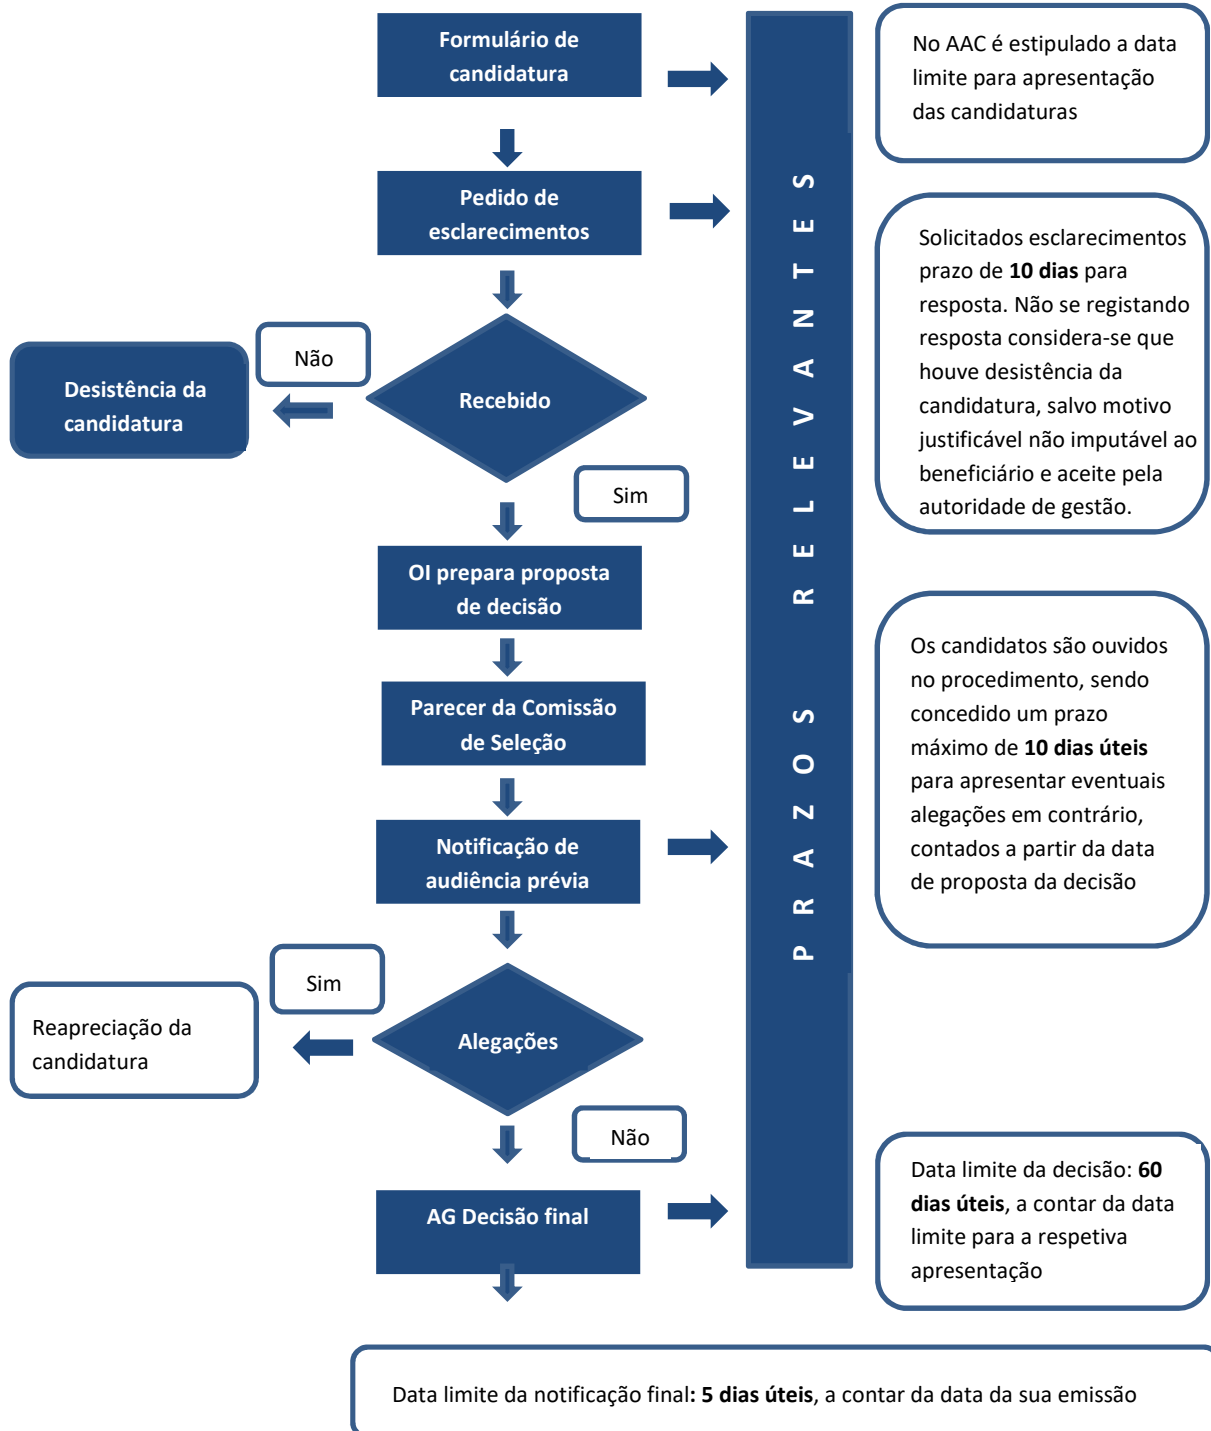 Formulário de
candidatura
No AAC é estipulado a data
limite para apresentação
das candidaturas
Pedido de
esclarecimentos
Solicitados esclarecimentos
prazo de 10 dias para
resposta. Não se registando
resposta considera-se que
houve desistência da
candidatura, salvo motivo
justificável não imputável ao
beneficiário e aceite pela
autoridade de gestão.
Não
Desistência da
candidatura
Recebido
Sim
OI prepara proposta
de decisão
Parecer da Comissão
de Seleção
PRAZOS RELEVANTES
Os candidatos são ouvidos
no procedimento, sendo
concedido um prazo
máximo de 10 dias úteis
para apresentar eventuais
alegações em contrário,
contados a partir da data
de proposta da decisão
Notificação de
audiência prévia
Sim
Reapreciação da
candidatura
Alegações
Não
AG Decisão final
Data limite da decisão: 60
dias úteis, a contar da data
limite para a respetiva
apresentação
Data limite da notificação final: 5 dias úteis, a contar da data da sua emissão